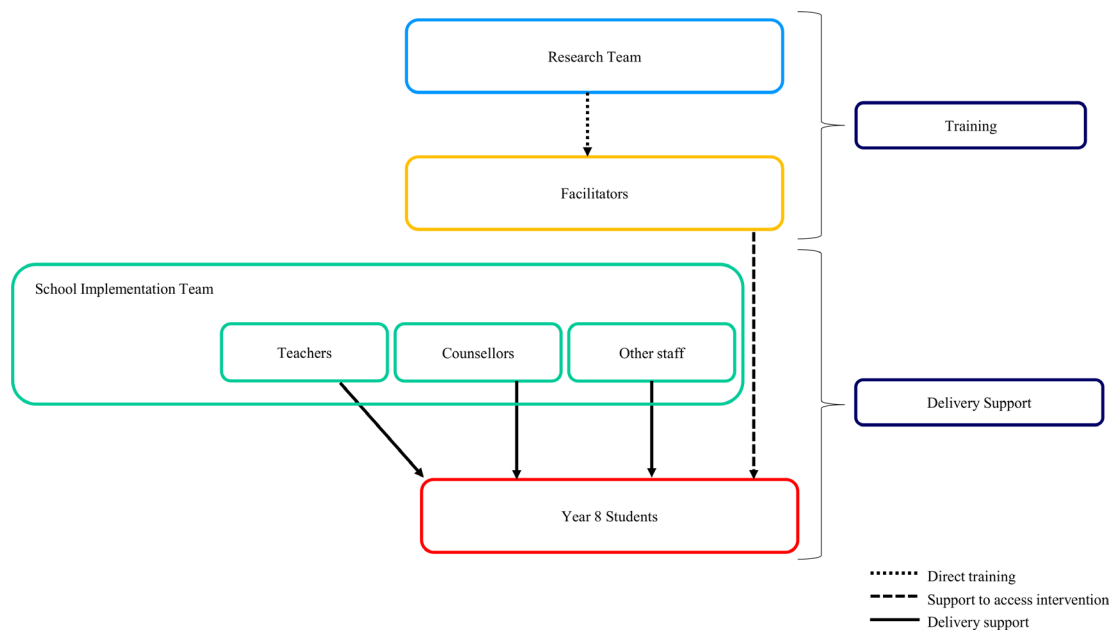 Research Team
Training
Facilitators
School Implementation Team
Teachers
Counsellors
Other staff
Delivery Support
Year 8 Students
Direct training
Support to access intervention
Delivery support